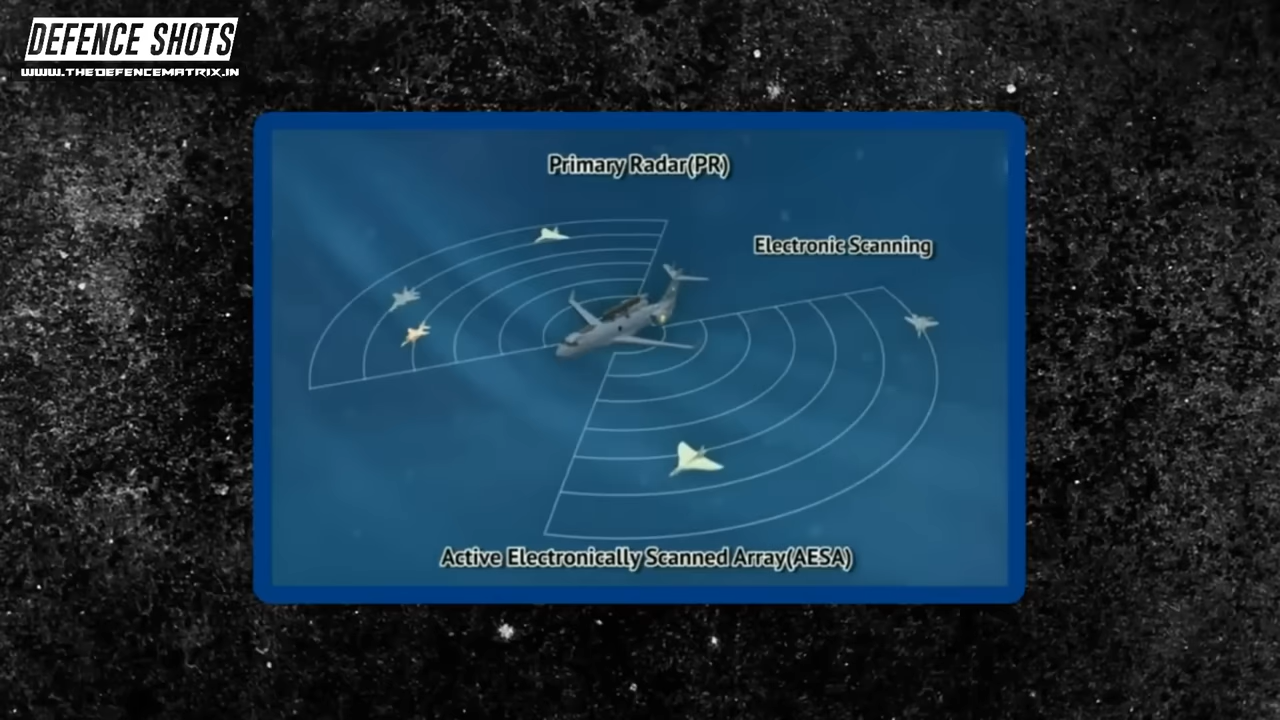 DEFENCE SHOTS
WWW.THEDEFENCEMATRIX.IN
Primary Radar(PR)
Electronic Scanning
Active Electronically Scanned Array(AESA)